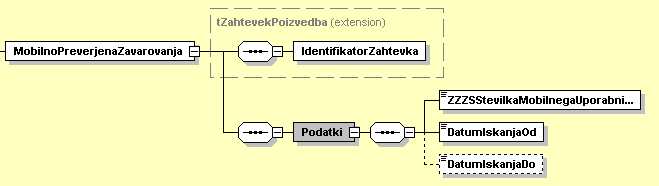 tZahtevekPoizvedba (extension)
MobilnoPreverjenaZavarovanja
IdentifikatorZahtevka
ZZZSStevilkaMobilnegaUporabni...
Podatki
DatumIskanjaOd
DatumIskanjaDo